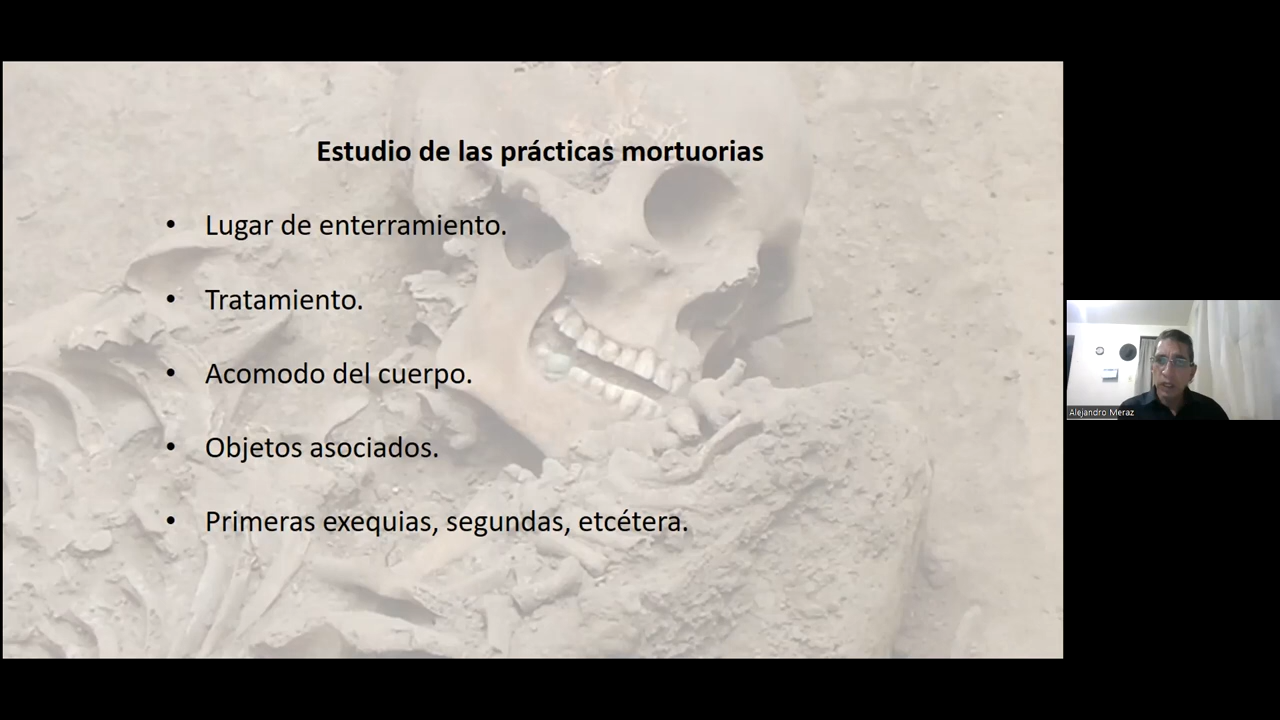 Estudio de las prácticas mortuorias
• Lugar de enterramiento.
• Tratamiento.
• Acomodo del cuerpo.
• Objetos asociados.
• Primeras exequias, segundas, etcétera.
Alejandro Meraz